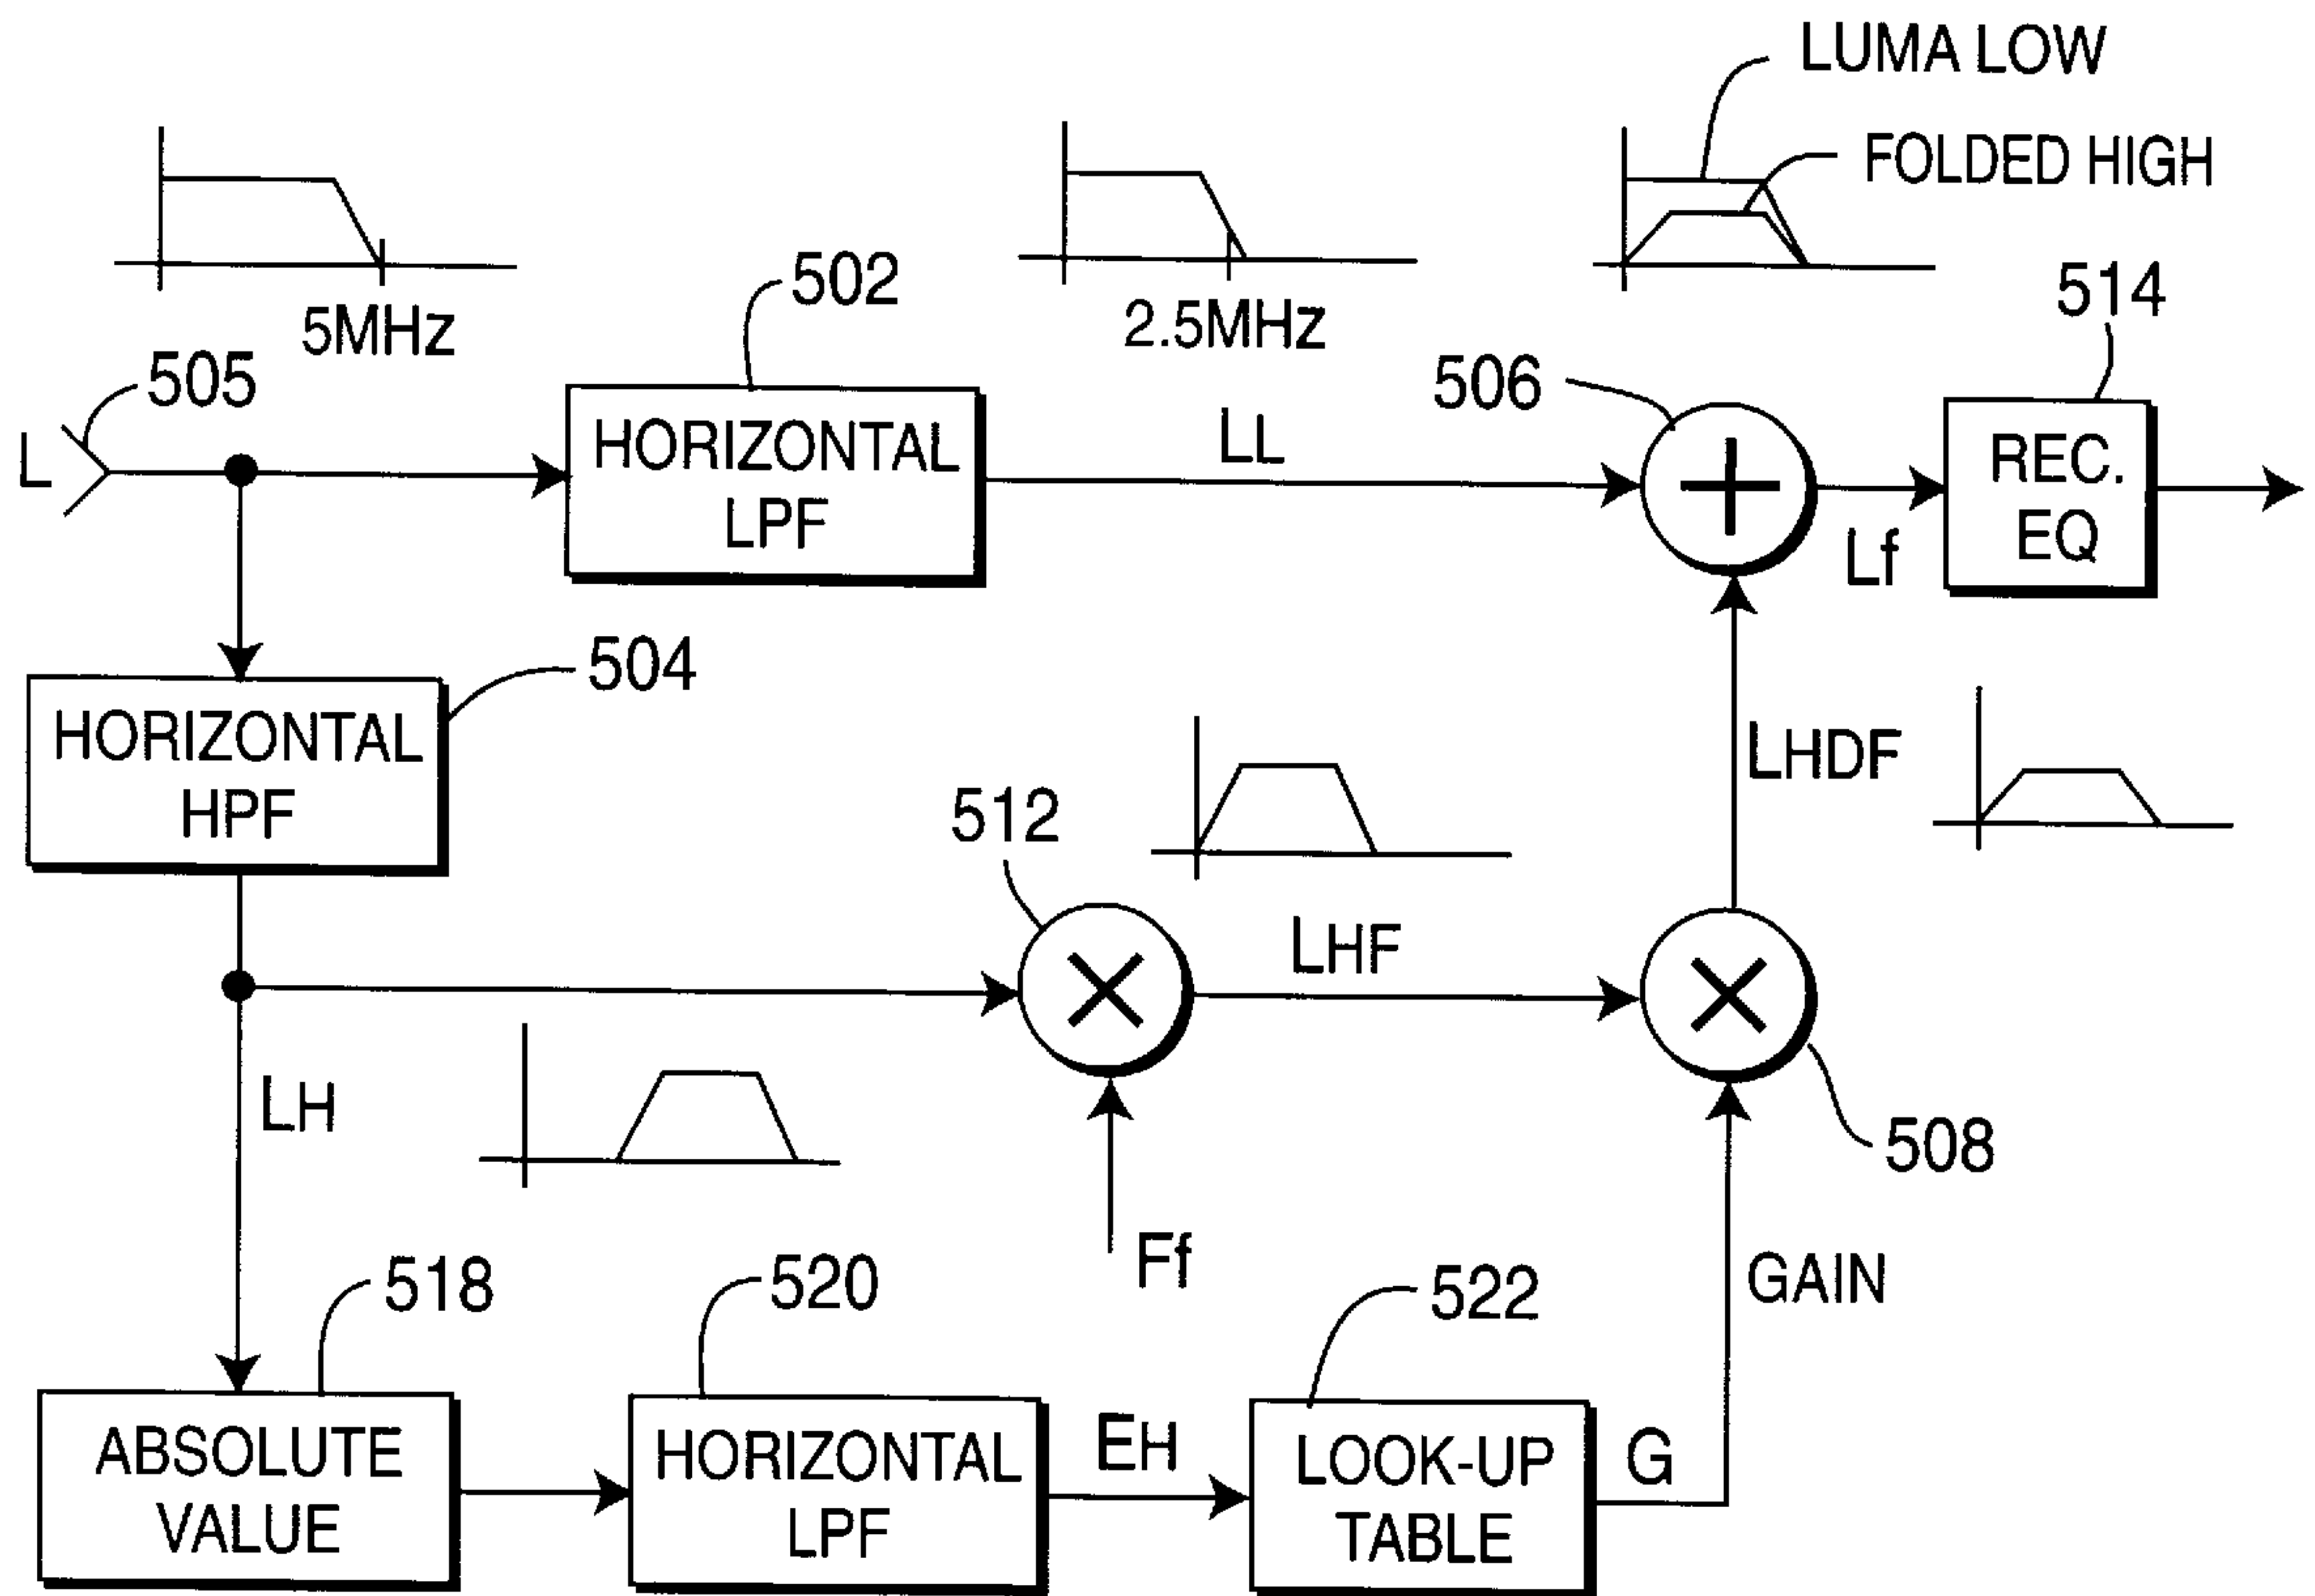 LUMA LOW
FOLDED HIGH
5MHz
502
2.5MHz
514
505
506
L
HORIZONTAL
LPF
LL
Lf
REC.
EQ
504
HORIZONTAL
HPF
512
LHDF
LHF
LH
508
Ff
518
520
522
GAIN
ABSOLUTE
VALUE
HORIZONTAL
LPF
EH
LOOK-UP
TABLE
G